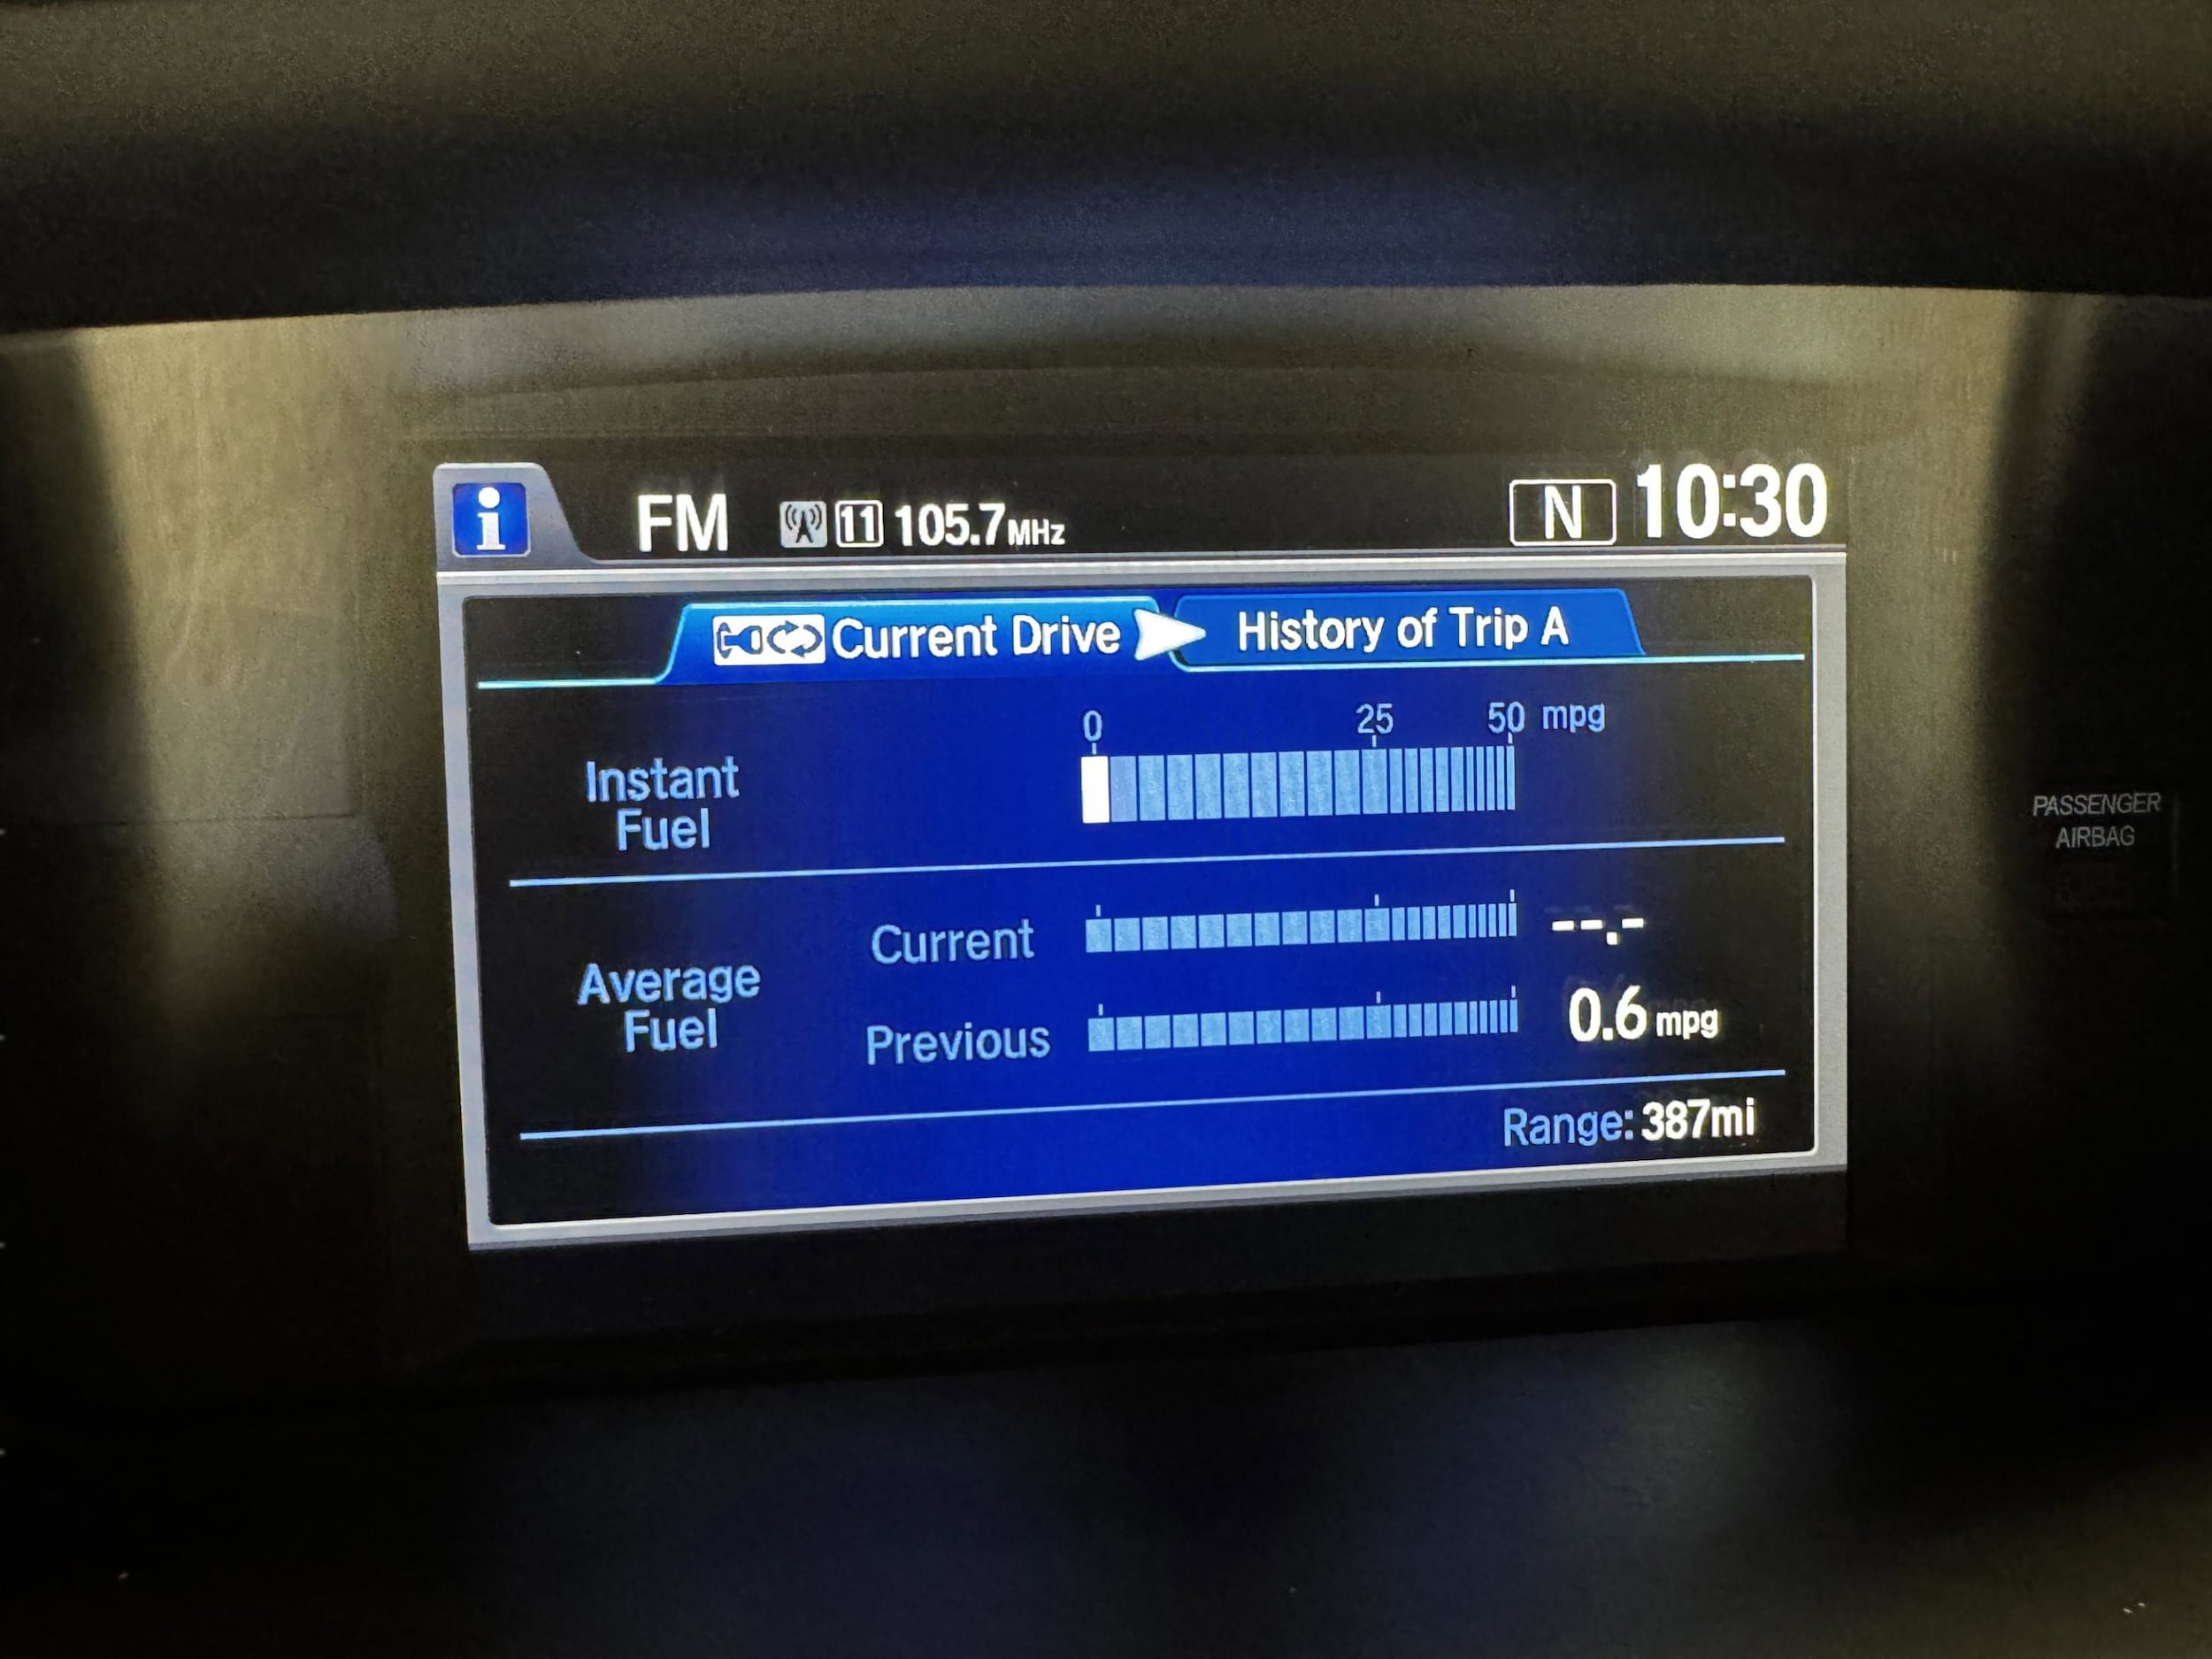 i FM 11 105.7MHz N 10:30
Current Drive History of Trip A
0 25 50 mpg
Instant
Fuel
Current --.-
Average
Fuel
Previous 0.6 mpg
Range: 387mi
PASSENGER
AIRBAG